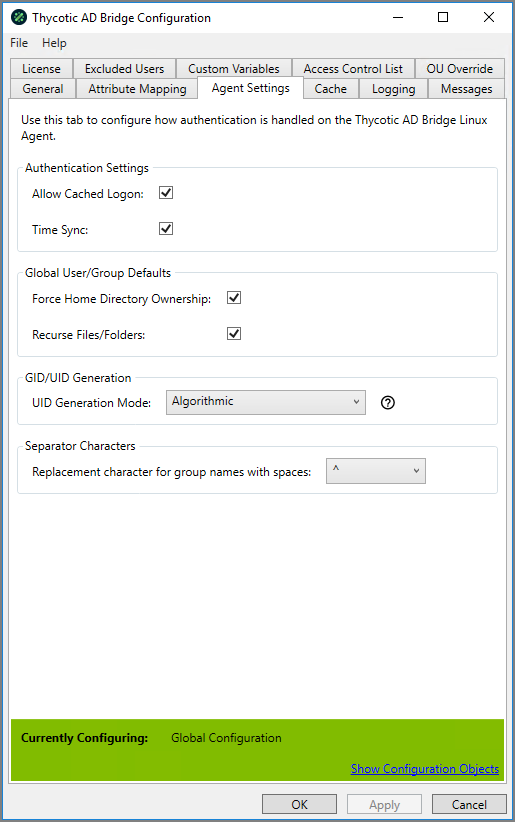 Thycotic AD Bridge Configuration
File Help
License Excluded Users Custom Variables Access Control List OU Override
General Attribute Mapping Agent Settings Cache Logging Messages
Use this tab to configure how authentication is handled on the Thycotic AD Bridge Linux
Agent.
Authentication Settings
Allow Cached Logon:
Time Sync:
Global User/Group Defaults
Force Home Directory Ownership:
Recurse Files/Folders:
GID/UID Generation
UID Generation Mode: Algorithmic
Separator Characters
Replacement character for group names with spaces: ^
Currently Configuring: Global Configuration
Show Configuration Objects
OK Apply Cancel